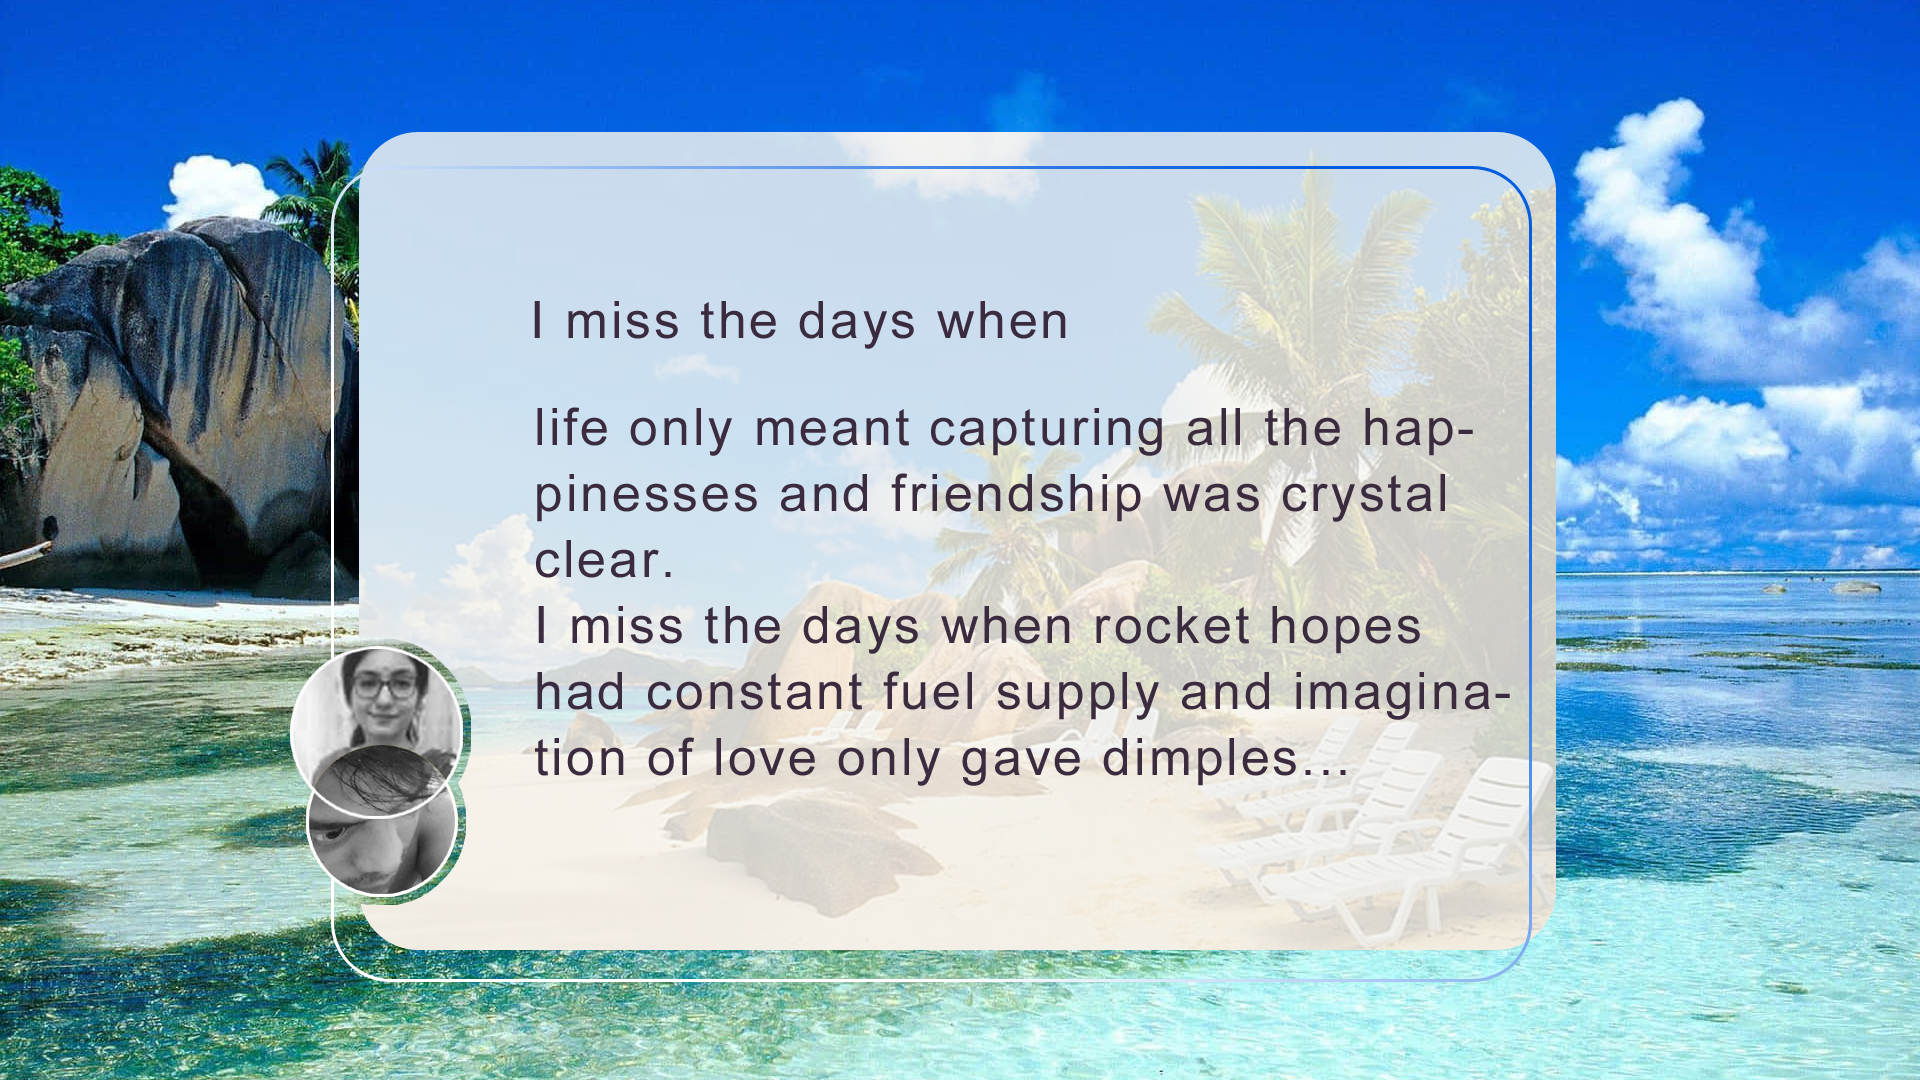 I miss the days when
life only meant capturing all the hap-
pinesses and friendship was crystal
clear.
I miss the days when rocket hopes
had constant fuel supply and imagina-
tion of love only gave dimples...